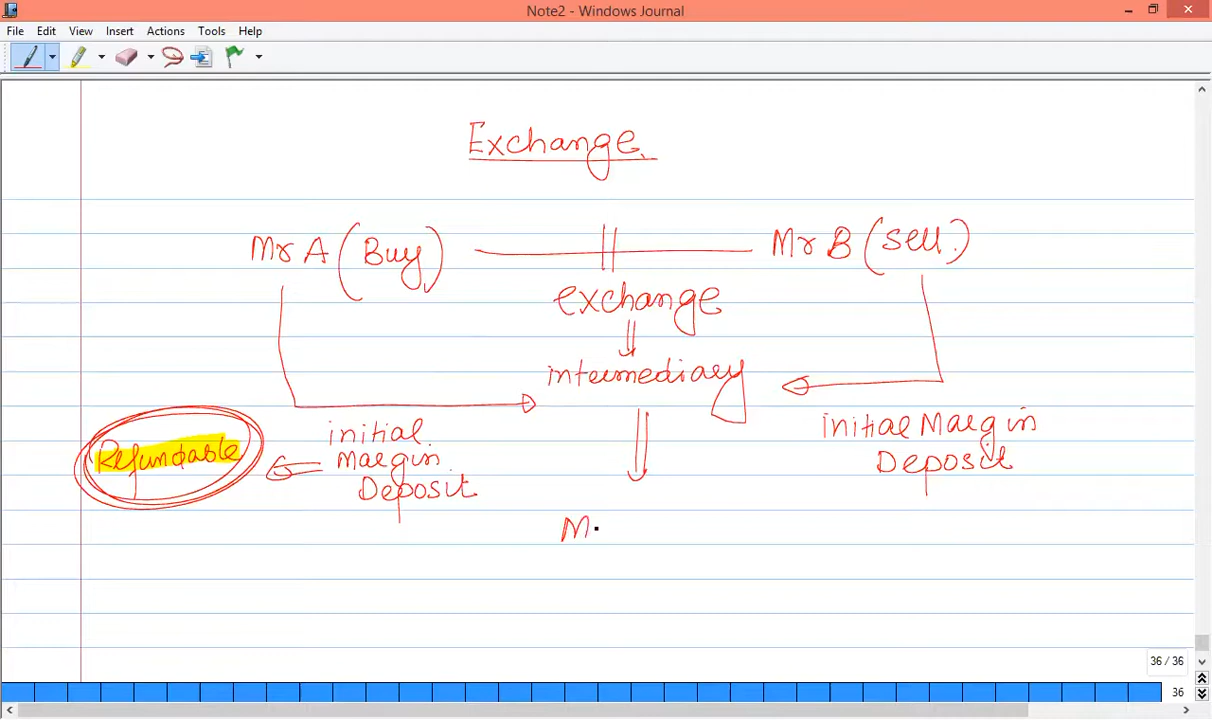 Note2 - Windows Journal
File Edit View Insert Actions Tools Help
Exchange
Mr A (Buy) Mr B (Sell.)
exchange
intermediary
initial
Margin
Deposit
Refundable
initial Margin
Deposit
M
36 / 36
36